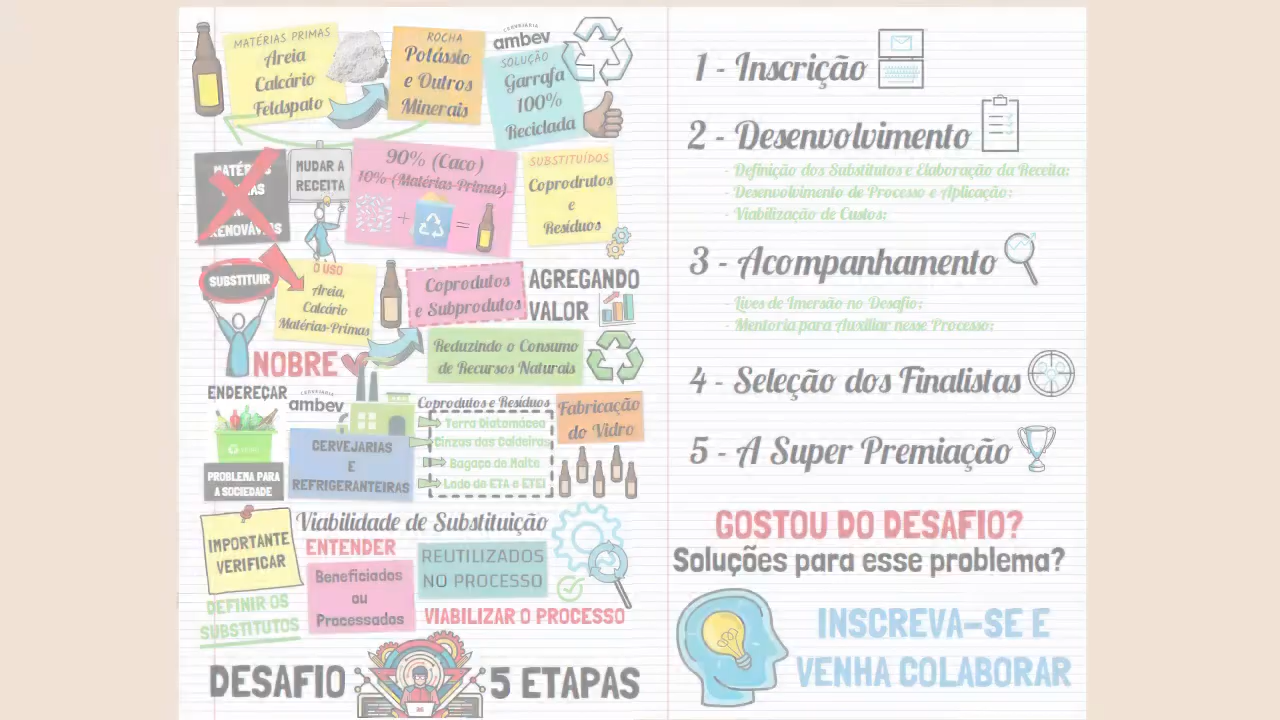 MATÉRIAS PRIMAS
Areia
Calcário
Feldspato
ROCHA
Potássio
e Outros
Minerais
CERVEJARIA
ambev
SOLUÇÃO
Garrafa
100%
Reciclada
MUDAR A
RECEITA
90% (Caco)
10% (Matérias-Primas)
+
=
SUBSTITUÍDOS
Coprodrutos
e
Resíduos
SUBSTITUIR
O USO
Areia,
Calcário
Matérias-Primas
NOBRE
Coprodutos
e Subprodutos
AGREGANDO
VALOR
Reduzindo o Consumo
de Recursos Naturais
ENDEREÇAR
PROBLEMA PARA
A SOCIEDADE
CERVEJARIA
ambev
CERVEJARIAS
E
REFRIGERANTEIRAS
Coprodutos e Resíduos
Terra Diatomácea
Cinzas das Caldeiras
Bagaço de Malte
Lodo de ETA e ETEI
Fabricação
do Vidro
IMPORTANTE
VERIFICAR
DEFINIR OS
SUBSTITUTOS
Viabilidade de Substituição
ENTENDER
Beneficiados
ou
Processados
REUTILIZADOS
NO PROCESSO
VIABILIZAR O PROCESSO
DESAFIO
5 ETAPAS
1 - Inscrição
2 - Desenvolvimento
- Definição dos Substitutos e Elaboração da Receita;
- Desenvolvimento de Processo e Aplicação;
- Viabilização de Custos;
3 - Acompanhamento
- Lives de Imersão no Desafio;
- Mentoria para Auxiliar nesse Processo;
4 - Seleção dos Finalistas
5 - A Super Premiação
GOSTOU DO DESAFIO?
Soluções para esse problema?
INSCREVA-SE E
VENHA COLABORAR